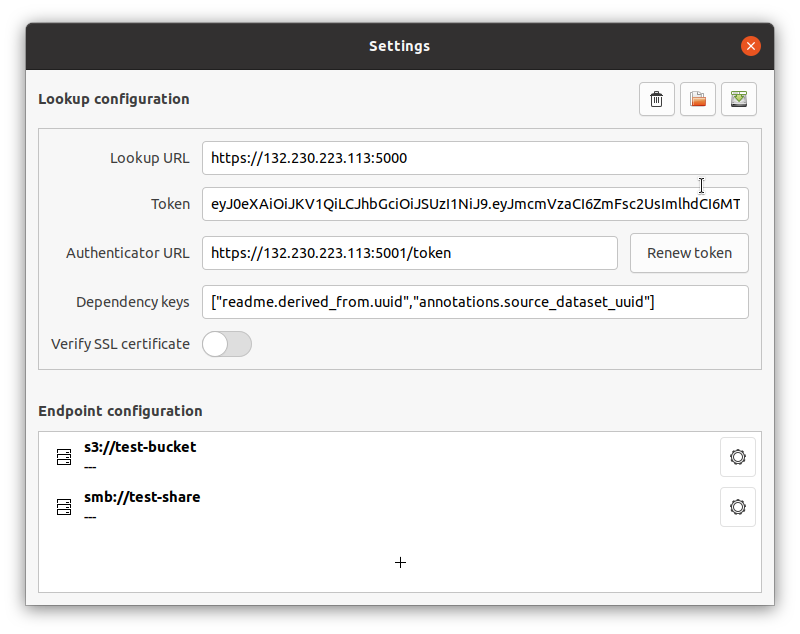 Settings
Lookup configuration
Lookup URL https://132.230.223.113:5000
Token eyJ0eXAiOiJKV1QiLCJhbGciOiJSUzI1NiJ9.eyJmcmVzaCI6ZmFsc2UsImlhdCI6MT
Authenticator URL https://132.230.223.113:5001/token Renew token
Dependency keys ["readme.derived_from.uuid","annotations.source_dataset_uuid"]
Verify SSL certificate
Endpoint configuration
s3://test-bucket
---
smb://test-share
---